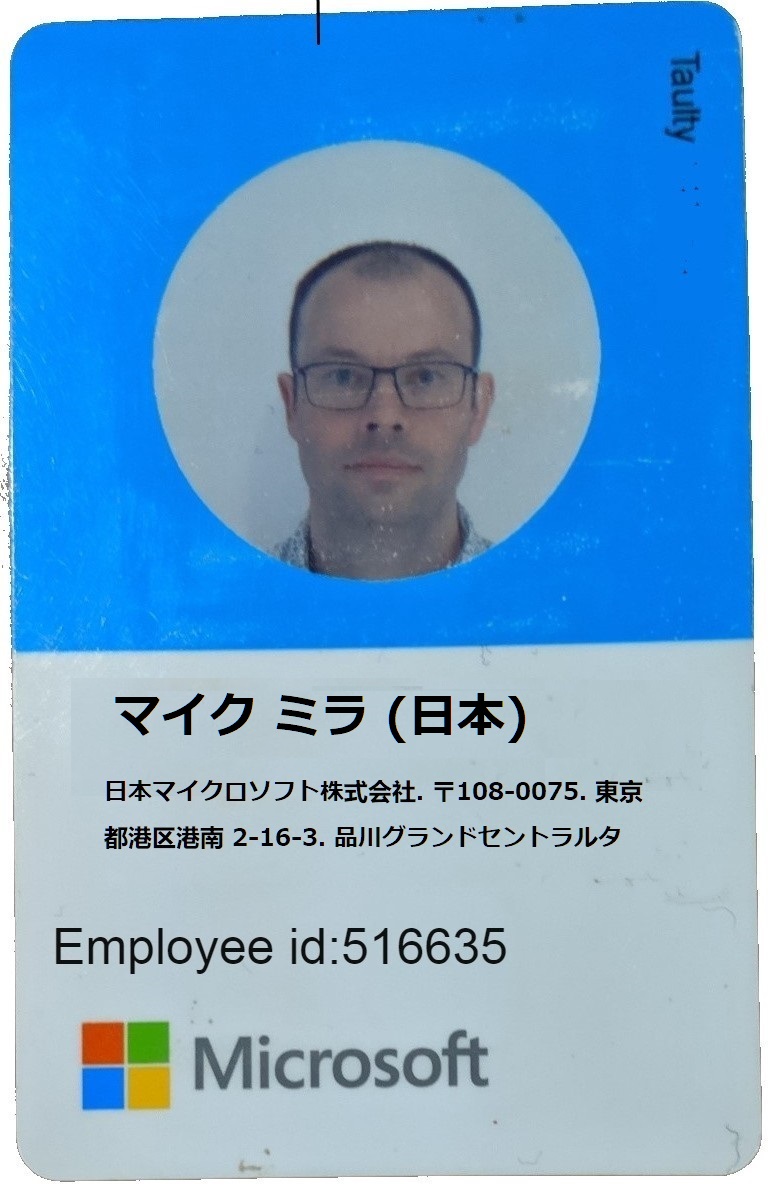 Taulty
マイク ミラ (日本)
日本マイクロソフト株式会社. 〒108-0075. 東京
都港区港南 2-16-3. 品川グランドセントラルタ
Employee id:516635
Microsoft